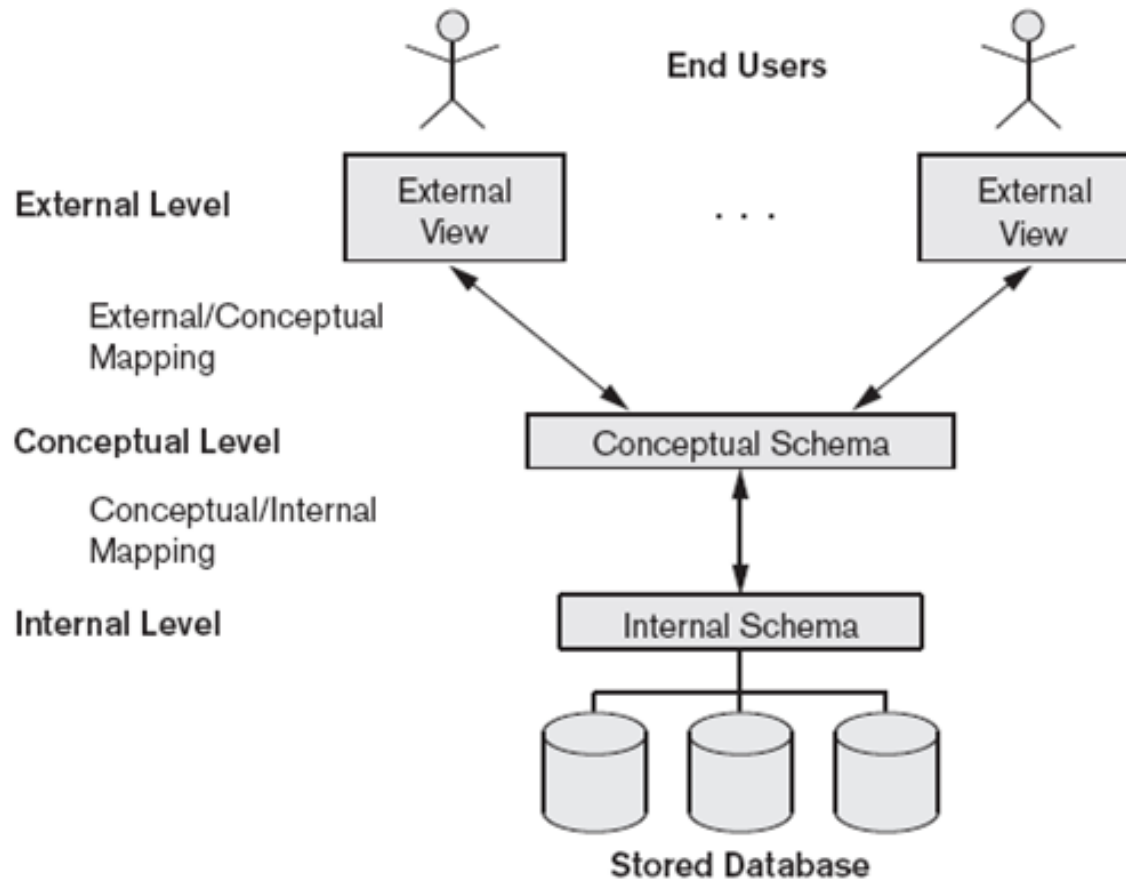 End Users
External Level
External
View
. . .
External
View
External/Conceptual
Mapping
Conceptual Level
Conceptual Schema
Conceptual/Internal
Mapping
Internal Level
Internal Schema
Stored Database